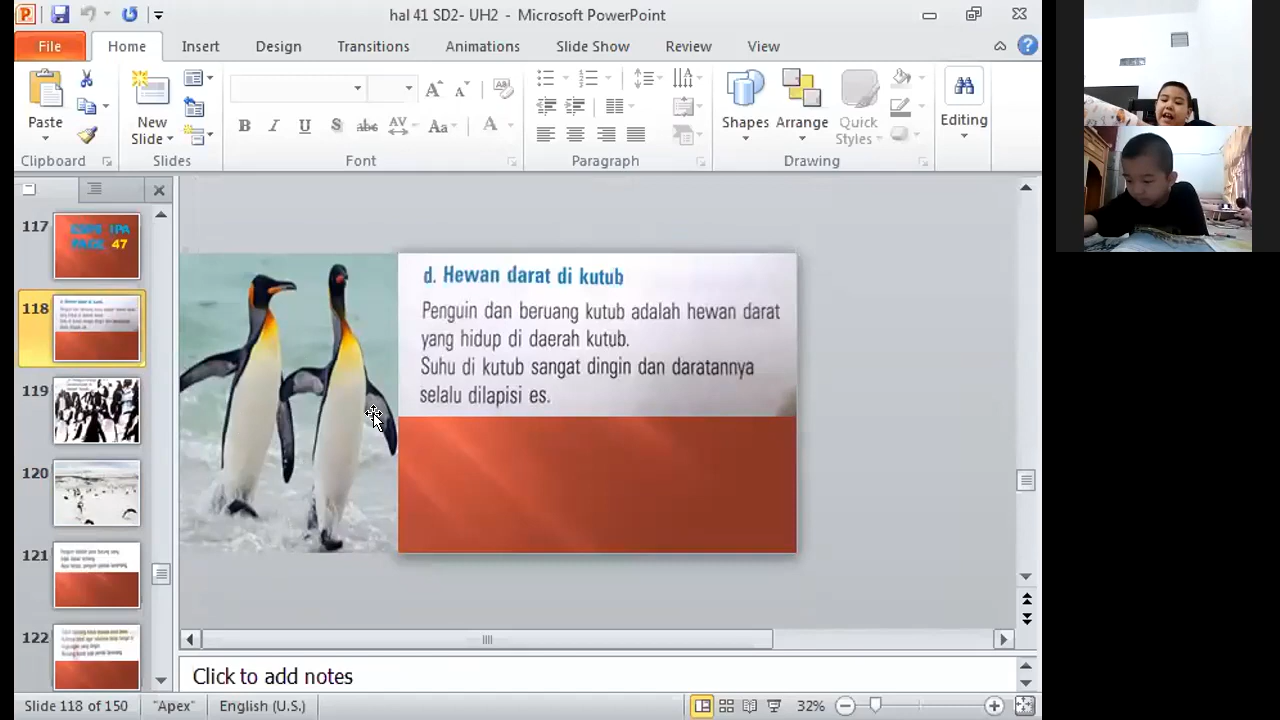 hal 41 SD2- UH2 - Microsoft PowerPoint
File Home Insert Design Transitions Animations Slide Show Review View
Paste
New
Slide
Shapes Arrange Quick
Styles
Editing
Clipboard Slides Font Paragraph Drawing
117
PAGE 47
118
119
120
121
122
d. Hewan darat di kutub
Penguin dan beruang kutub adalah hewan darat
yang hidup di daerah kutub.
Suhu di kutub sangat dingin dan daratannya
selalu dilapisi es.
Click to add notes
Slide 118 of 150 "Apex" English (U.S.) 32%